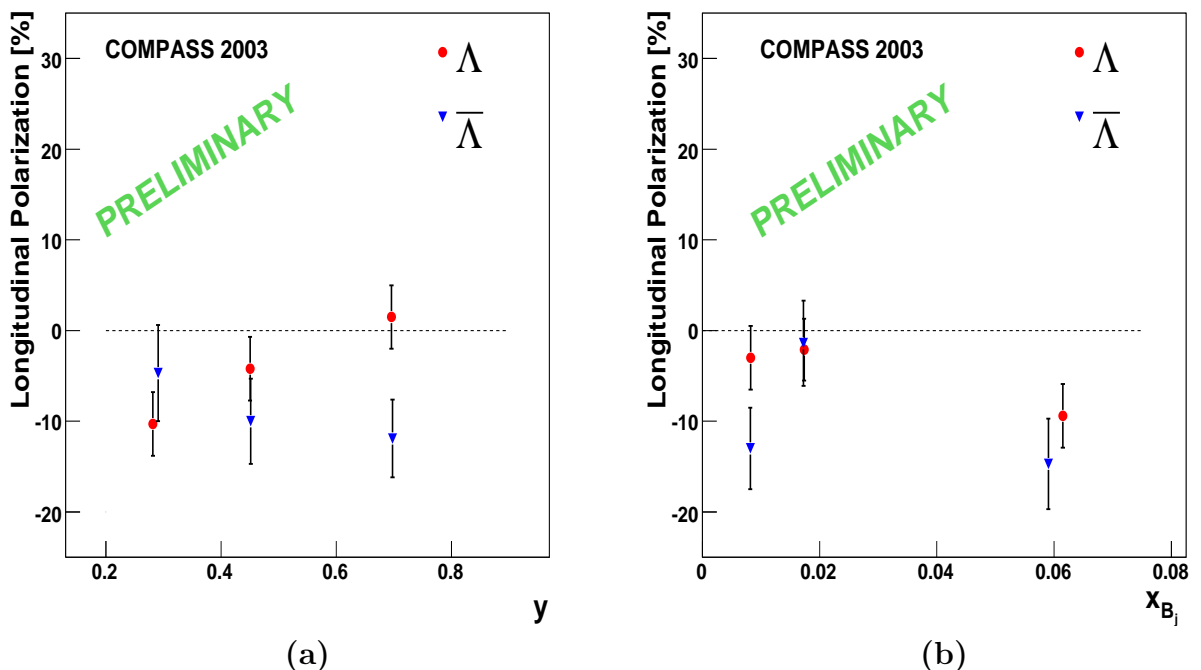 Longitudinal Polarization [%]
COMPASS 2003
PRELIMINARY
Λ
Λ̅
30
20
10
0
-10
-20
0.2 0.4 0.6 0.8
y
(a)
Longitudinal Polarization [%]
COMPASS 2003
PRELIMINARY
Λ
Λ̅
30
20
10
0
-10
-20
0 0.02 0.04 0.06 0.08
x_{B_j}
(b)